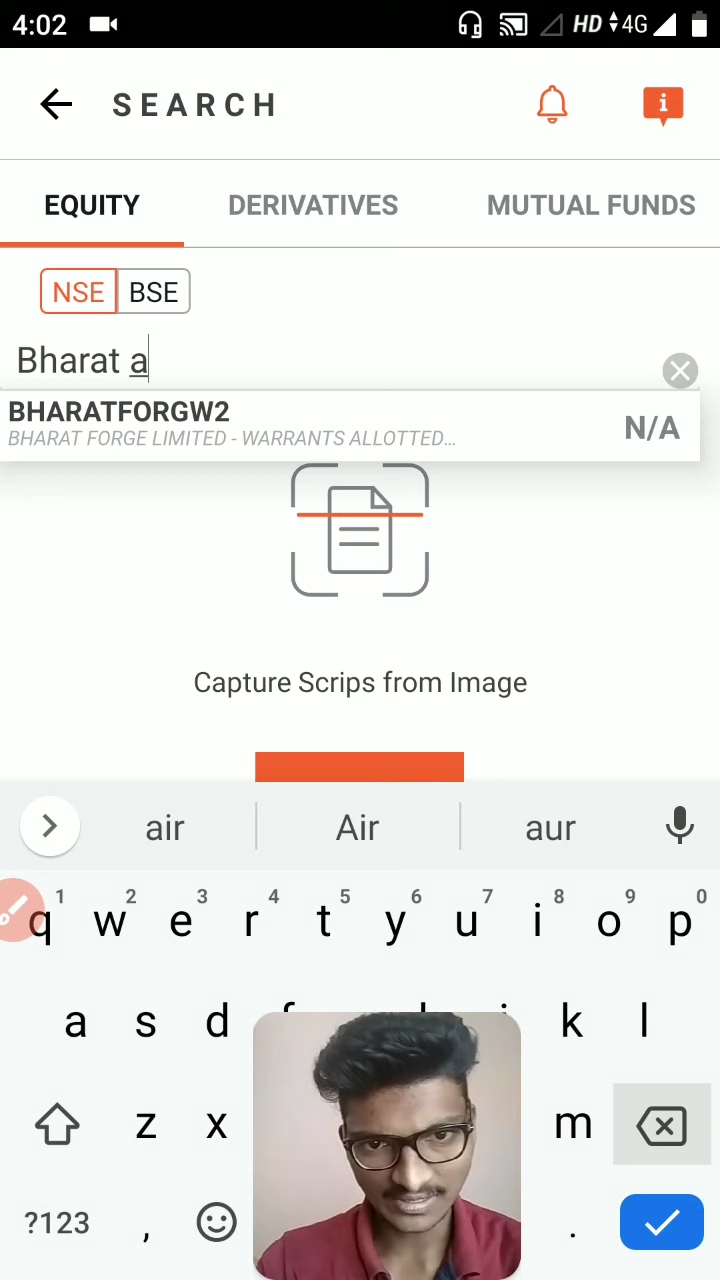 4:02 HD 4G
SEARCH
i
EQUITY DERIVATIVES MUTUAL FUNDS
NSE BSE
Bharat a
BHARATFORGW2
BHARAT FORGE LIMITED - WARRANTS ALLOTTED...
N/A
Capture Scrips from Image
air Air aur
1 2 3 4 5 6 7 8 9 0
q w e r t y u i o p
a s d k l
z x m
?123 , .